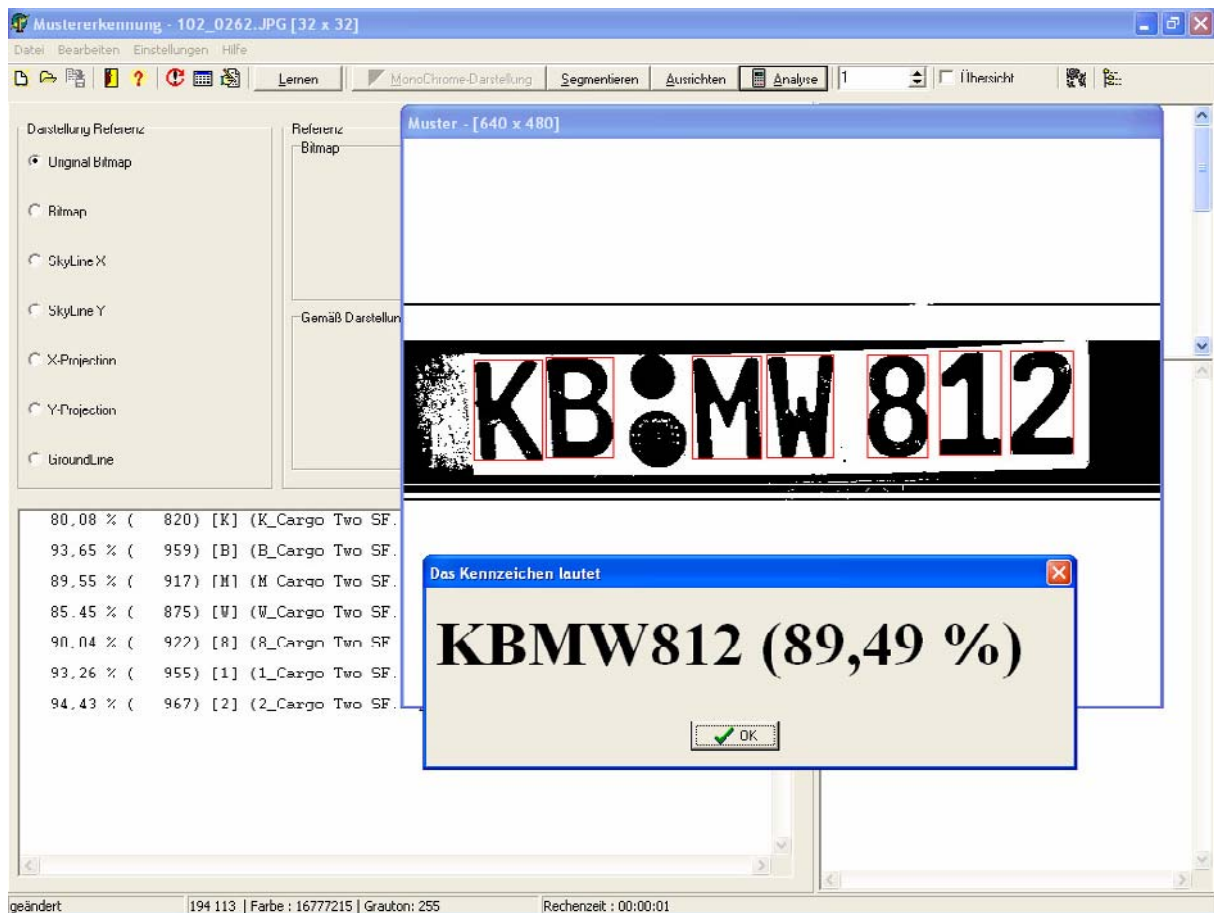 Mustererkennung - 102_0262.JPG [32 x 32]
Datei Bearbeiten Einstellungen Hilfe
Lernen MonoChrome-Darstellung Segmentieren Ausrichten Analyse 1 Übersicht
Darstellung Referenz
Original Bitmap
Bitmap
SkyLine X
SkyLine Y
X-Projection
Y-Projection
GroundLine
Referenz
Bitmap
Gemäß Darstellun
Muster - [640 x 480]
KB MW 812
80,08 % ( 820) [K] (K_Cargo Two SF.
93,65 % ( 959) [B] (B_Cargo Two SF.
89,55 % ( 917) [M] (M_Cargo Two SF.
85,45 % ( 875) [W] (W_Cargo Two SF.
90,04 % ( 922) [8] (8_Cargo Two SF
93,26 % ( 955) [1] (1_Cargo Two SF.
94,43 % ( 967) [2] (2_Cargo Two SF.
Das Kennzeichen lautet
KBMW812 (89,49 %)
OK
geändert 194 113 | Farbe : 16777215 | Grauton: 255 Rechenzeit : 00:00:01